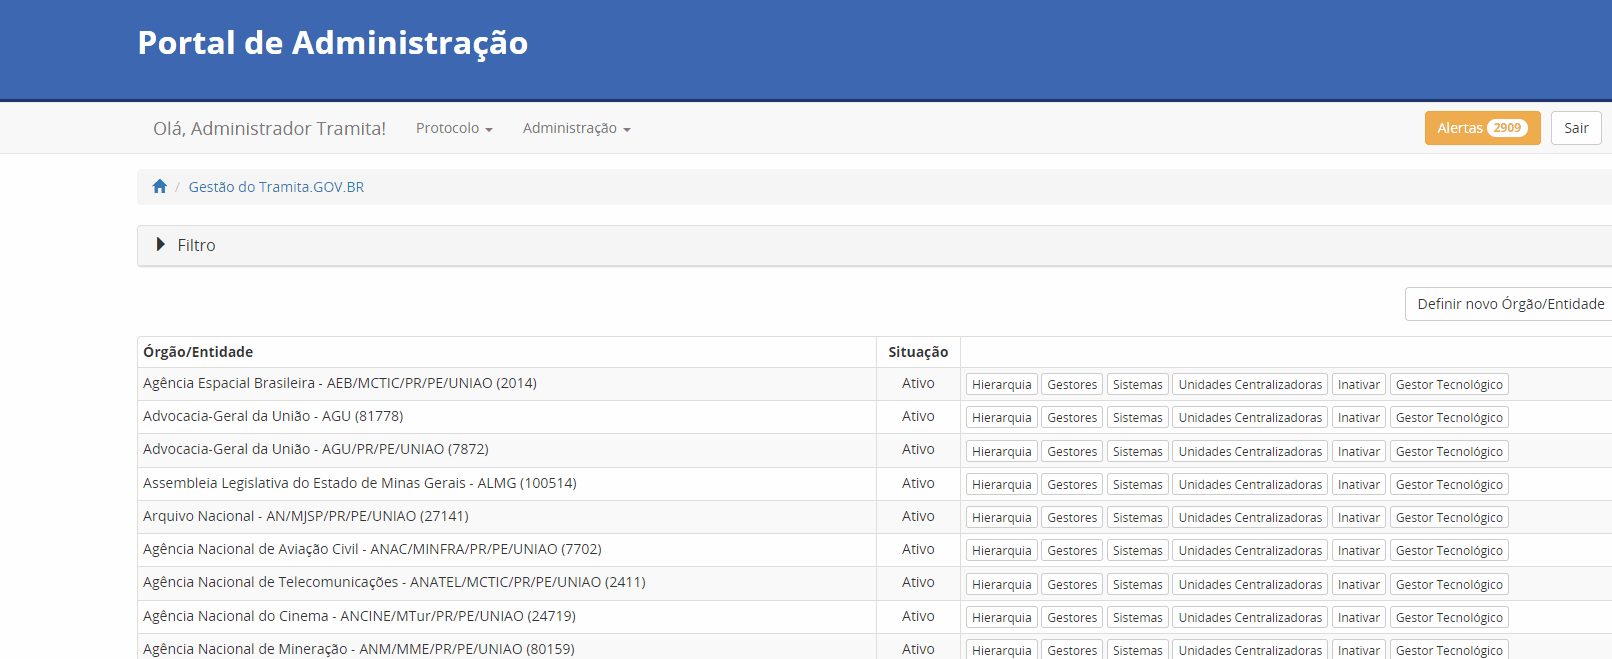 Portal de Administração
Olá, Administrador Tramita! Protocolo Administração Alertas 2909 Sair
/ Gestão do Tramita.GOV.BR
Filtro
Definir novo Órgão/Entidade
Órgão/Entidade Situação
Agência Espacial Brasileira - AEB/MCTIC/PR/PE/UNIAO (2014) Ativo Hierarquia Gestores Sistemas Unidades Centralizadoras Inativar Gestor Tecnológico
Advocacia-Geral da União - AGU (81778) Ativo Hierarquia Gestores Sistemas Unidades Centralizadoras Inativar Gestor Tecnológico
Advocacia-Geral da União - AGU/PR/PE/UNIAO (7872) Ativo Hierarquia Gestores Sistemas Unidades Centralizadoras Inativar Gestor Tecnológico
Assembleia Legislativa do Estado de Minas Gerais - ALMG (100514) Ativo Hierarquia Gestores Sistemas Unidades Centralizadoras Inativar Gestor Tecnológico
Arquivo Nacional - AN/MJSP/PR/PE/UNIAO (27141) Ativo Hierarquia Gestores Sistemas Unidades Centralizadoras Inativar Gestor Tecnológico
Agência Nacional de Aviação Civil - ANAC/MINFRA/PR/PE/UNIAO (7702) Ativo Hierarquia Gestores Sistemas Unidades Centralizadoras Inativar Gestor Tecnológico
Agência Nacional de Telecomunicações - ANATEL/MCTIC/PR/PE/UNIAO (2411) Ativo Hierarquia Gestores Sistemas Unidades Centralizadoras Inativar Gestor Tecnológico
Agência Nacional do Cinema - ANCINE/MTur/PR/PE/UNIAO (24719) Ativo Hierarquia Gestores Sistemas Unidades Centralizadoras Inativar Gestor Tecnológico
Agência Nacional de Mineração - ANM/MME/PR/PE/UNIAO (80159) Ativo Hierarquia Gestores Sistemas Unidades Centralizadoras Inativar Gestor Tecnológico